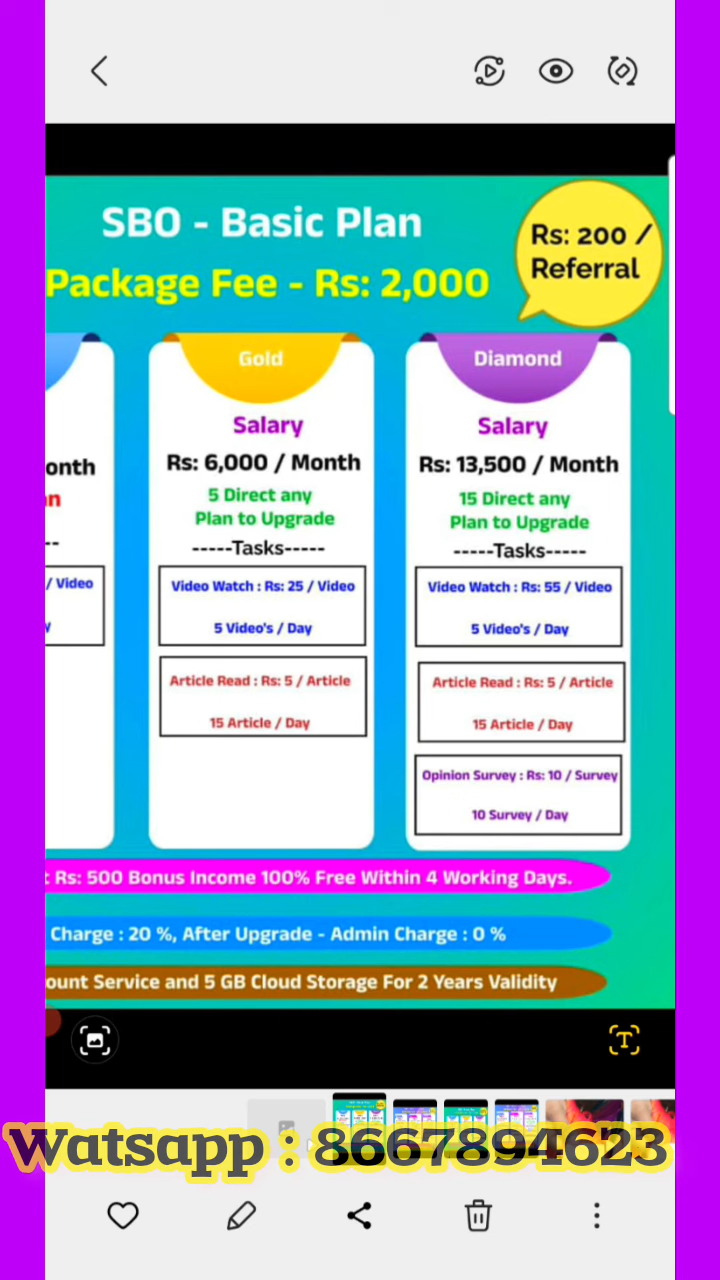 SBO - Basic Plan
Package Fee - Rs: 2,000
Rs: 200 /
Referral
onth
n
--
/ Video
Gold
Salary
Rs: 6,000 / Month
5 Direct any
Plan to Upgrade
-----Tasks-----
Video Watch : Rs: 25 / Video
5 Video's / Day
Article Read : Rs: 5 / Article
15 Article / Day
Diamond
Salary
Rs: 13,500 / Month
15 Direct any
Plan to Upgrade
-----Tasks-----
Video Watch : Rs: 55 / Video
5 Video's / Day
Article Read : Rs: 5 / Article
15 Article / Day
Opinion Survey : Rs: 10 / Survey
10 Survey / Day
t Rs: 500 Bonus Income 100% Free Within 4 Working Days.
Charge : 20 %, After Upgrade - Admin Charge : 0 %
ount Service and 5 GB Cloud Storage For 2 Years Validity
T
Watsapp : 8667894623